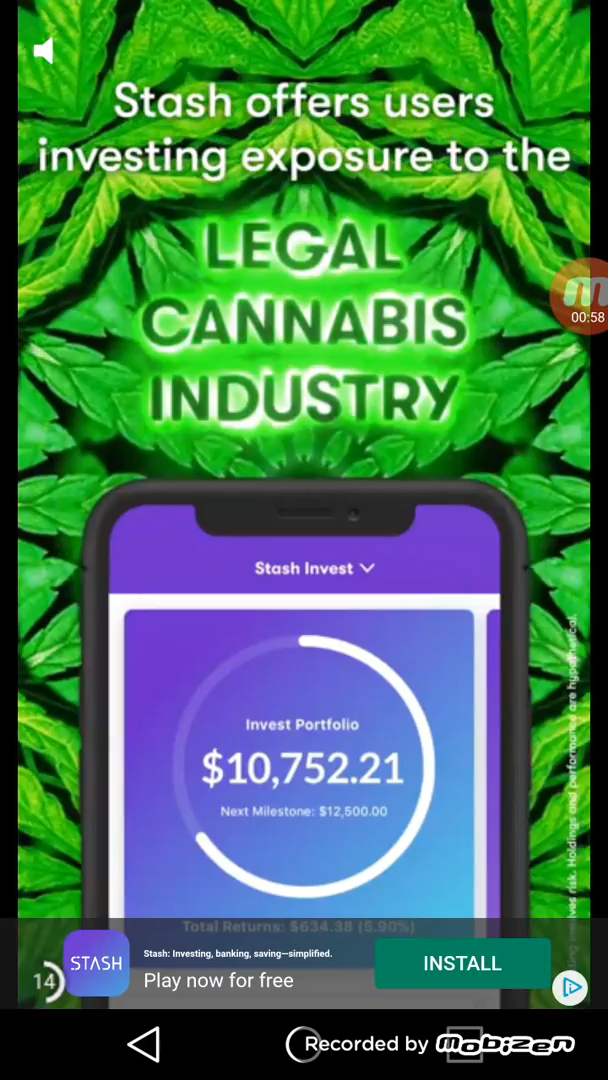 Stash offers users
investing exposure to the
LEGAL
CANNABIS
INDUSTRY
00:58
Stash Invest
Invest Portfolio
$10,752.21
Next Milestone: $12,500.00
Total Returns: $634.38 (5.90%)
risk. Holdings and performance are hypothetical.
STASH
Stash: Investing, banking, saving—simplified.
Play now for free
INSTALL
14
Recorded by Mobizen